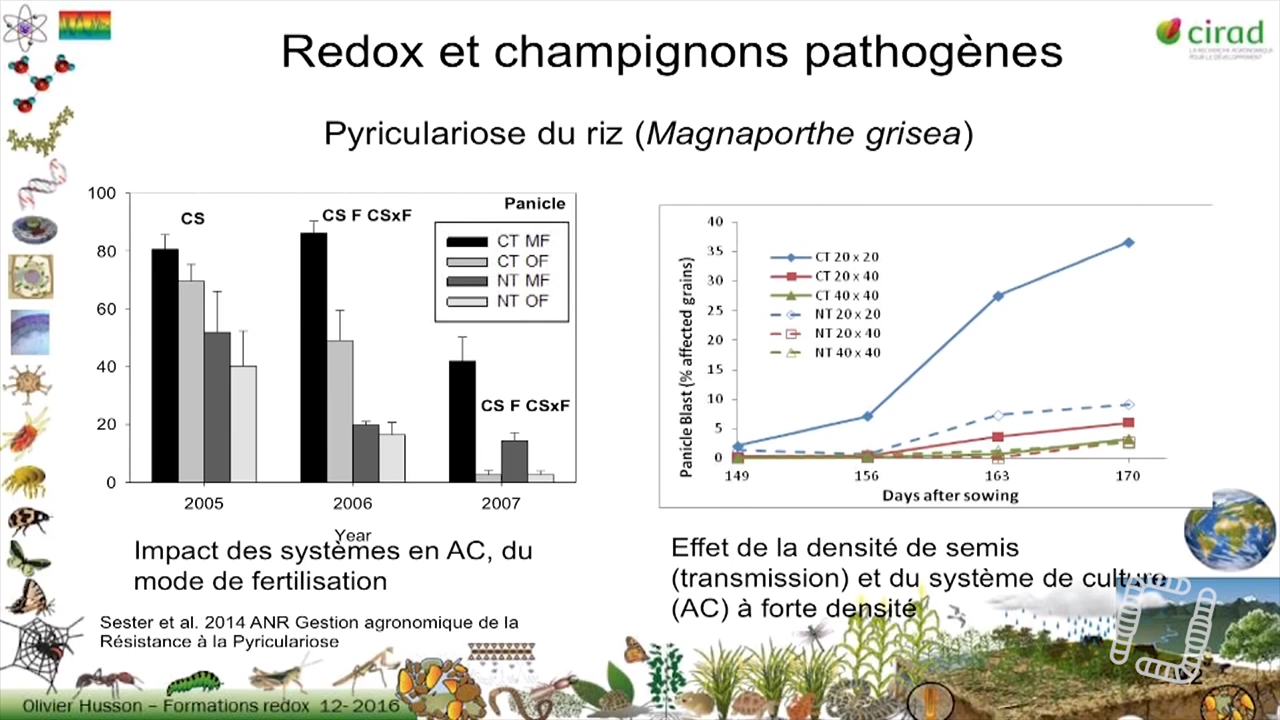 Redox et champignons pathogènes
cirad
LA RECHERCHE AGRONOMIQUE
POUR LE DÉVELOPPEMENT
Pyriculariose du riz (Magnaporthe grisea)
100
80
60
40
20
0
CS
CS F CSxF
Panicle
CT MF
CT OF
NT MF
NT OF
CS F CSxF
2005
2006
2007
Year
Impact des systèmes en AC, du
mode de fertilisation
Sester et al. 2014 ANR Gestion agronomique de la
Résistance à la Pyriculariose
Panicle Blast (% affected grains)
40
35
30
25
20
15
10
5
0
CT 20 x 20
CT 20 x 40
CT 40 x 40
NT 20 x 20
NT 20 x 40
NT 40 x 40
149
156
163
170
Days after sowing
Effet de la densité de semis
(transmission) et du système de culture
(AC) à forte densité
Olivier Husson – Formations redox 12- 2016